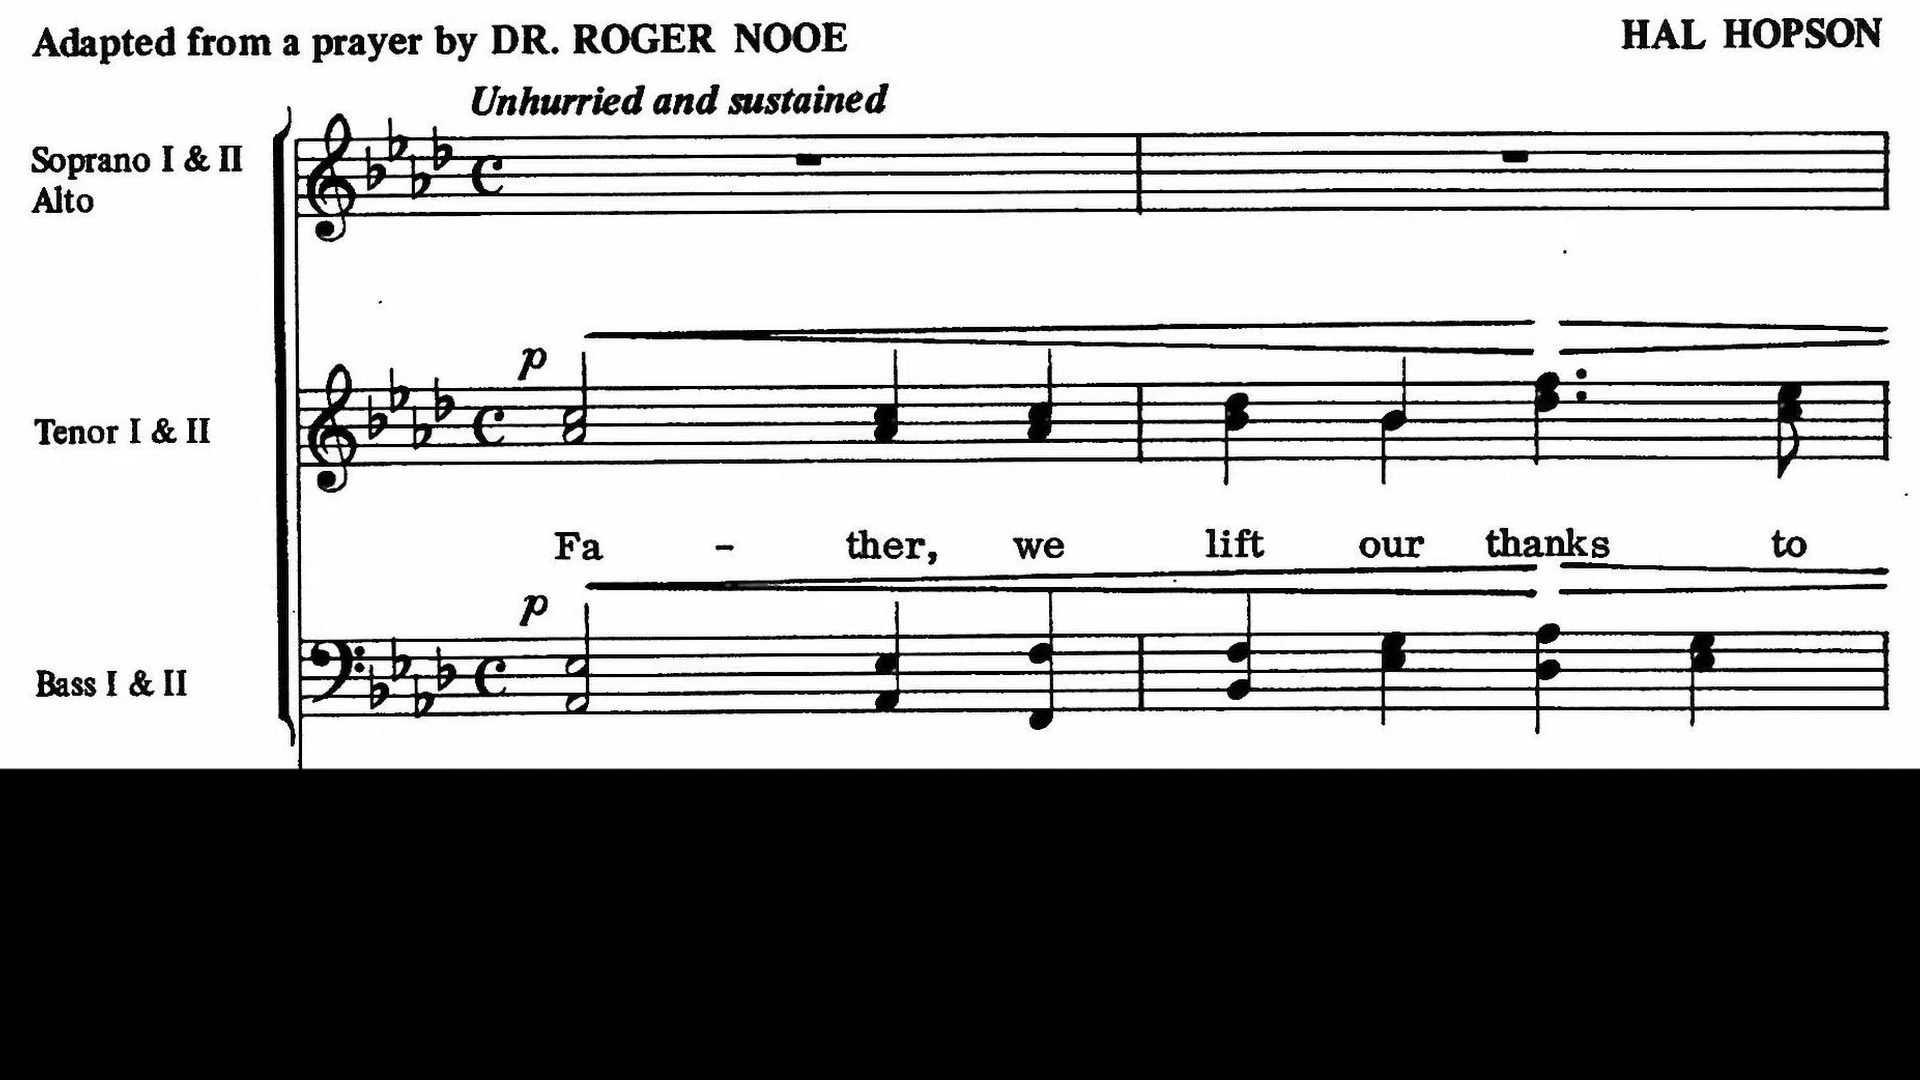 Adapted from a prayer by DR. ROGER NOOE
HAL HOPSON
Unhurried and sustained
Soprano I & II
Alto
p
Tenor I & II
Fa - ther, we lift our thanks to
p
Bass I & II